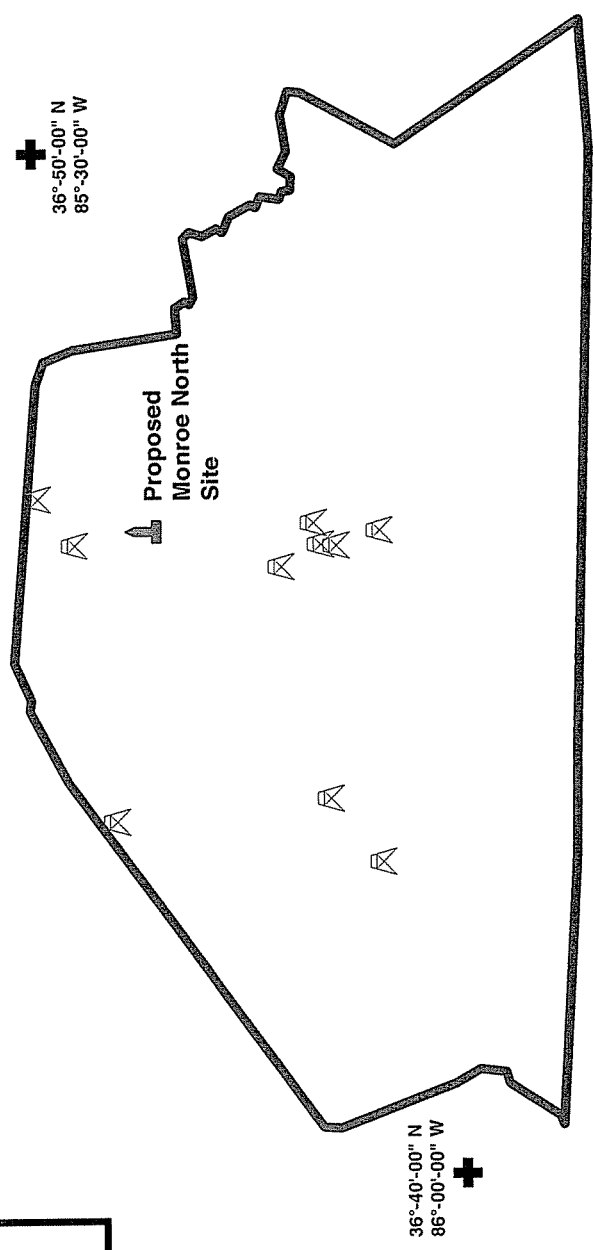 36°-50'-00" N
85°-30'-00" W
Proposed
Monroe North
Site
36°-40'-00" N
86°-00'-00" W